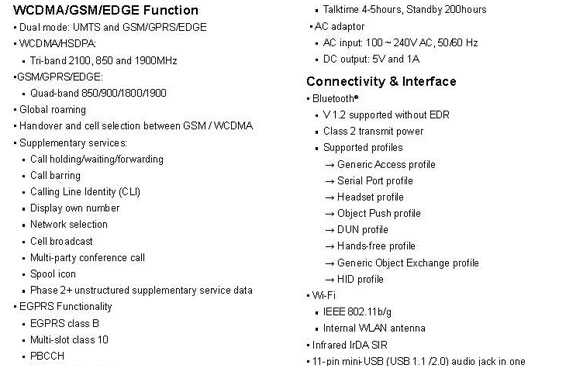 WCDMA/GSM/EDGE Function
▪ Dual mode: UMTS and GSM/GPRS/EDGE
▪ WCDMA/HSDPA:
▪ Tri-band 2100, 850 and 1900MHz
▪GSM/GPRS/EDGE:
▪ Quad-band 850/900/1800/1900
▪ Global roaming
▪ Handover and cell selection between GSM / WCDMA
▪ Supplementary services:
▪ Call holding/waiting/forwarding
▪ Call barring
▪ Calling Line Identity (CLI)
▪ Display own number
▪ Network selection
▪ Cell broadcast
▪ Multi-party conference call
▪ Spool icon
▪ Phase 2+ unstructured supplementary service data
▪ EGPRS Functionality
▪ EGPRS class B
▪ Multi-slot class 10
▪ PBCCH
▪ Talktime 4-5hours, Standby 200hours
▪ AC adaptor
▪ AC input: 100 ~ 240V AC, 50/60 Hz
▪ DC output: 5V and 1A
Connectivity & Interface
▪ Bluetooth®
▪ V 1.2 supported without EDR
▪ Class 2 transmit power
▪ Supported profiles
→ Generic Access profile
→ Serial Port profile
→ Headset profile
→ Object Push profile
→ DUN profile
→ Hands-free profile
→ Generic Object Exchange profile
→ HID profile
▪ Wi-Fi
▪ IEEE 802.11b/g
▪ Internal WLAN antenna
▪ Infrared IrDA SIR
▪ 11-pin mini-USB (USB 1.1 /2.0) audio jack in one